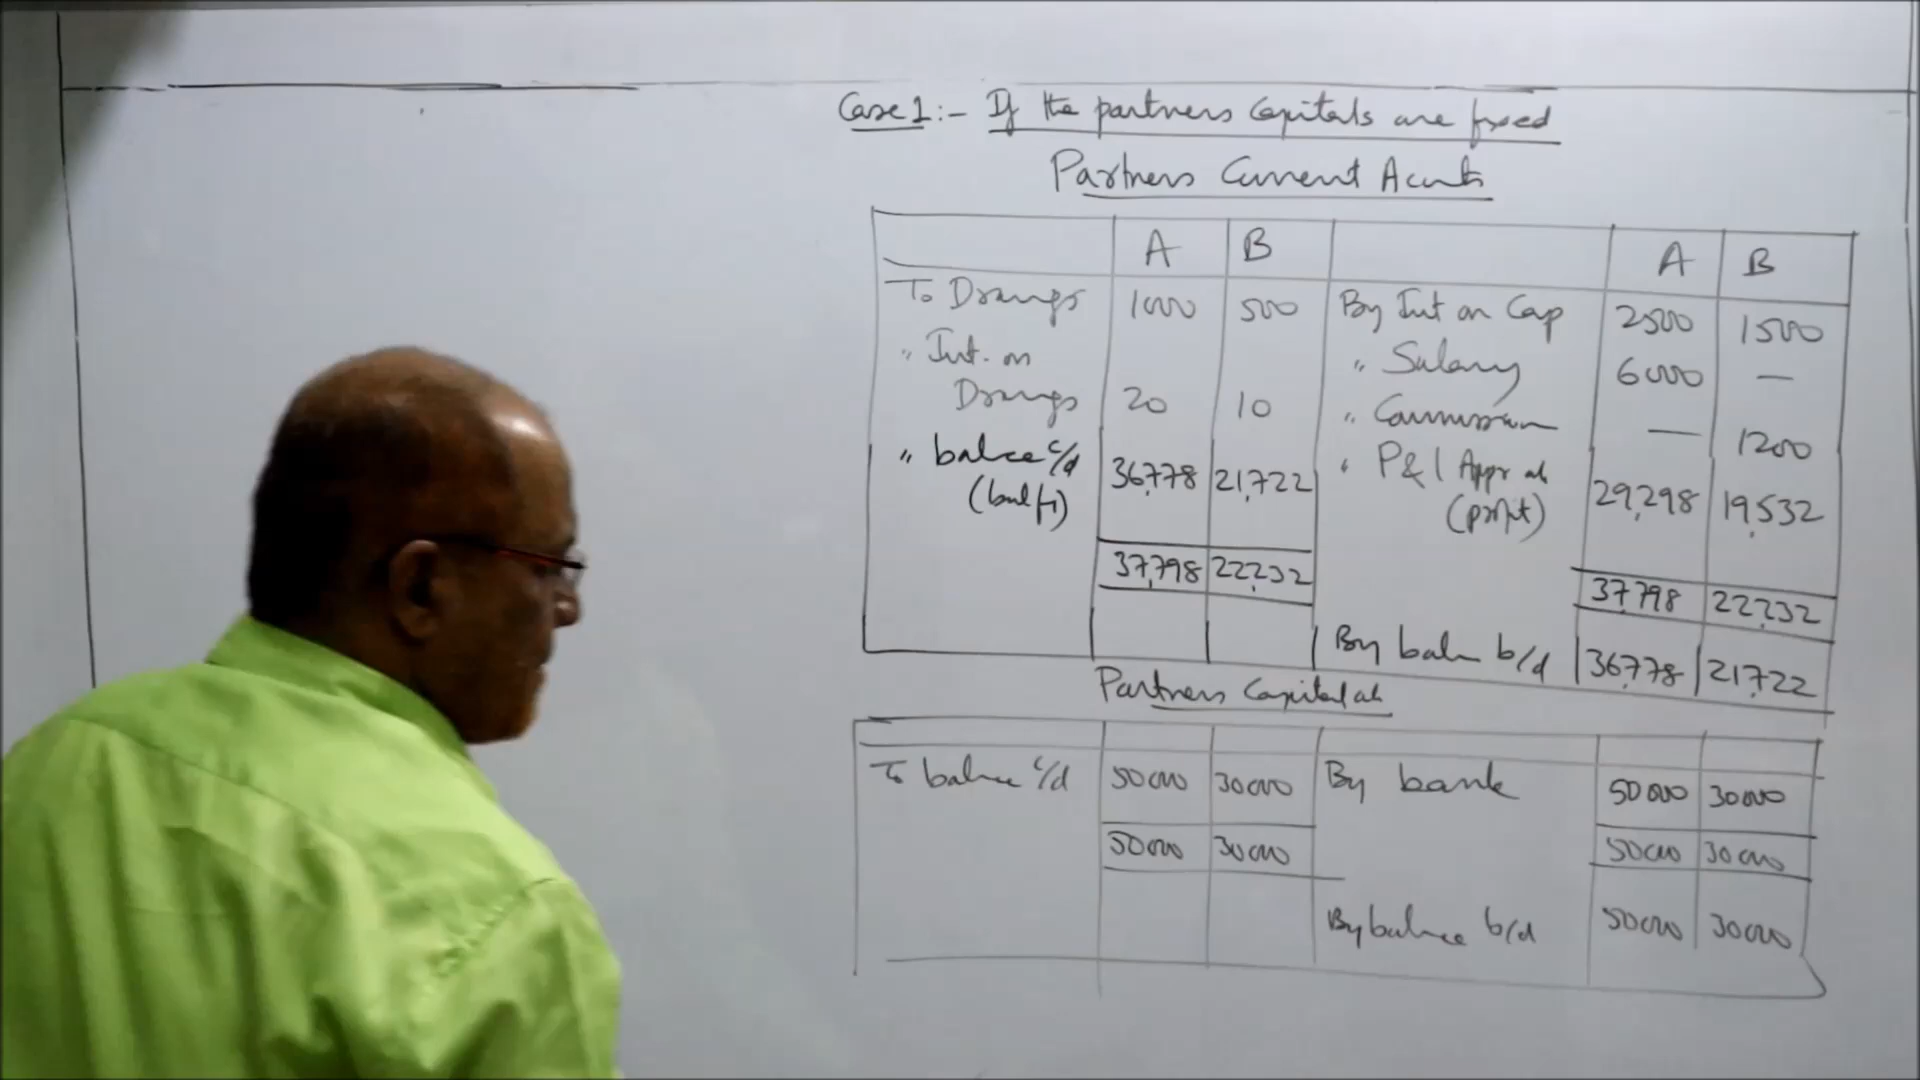 Case 1:- If the partners Capitals are fixed
Partners Current Acunts
A B A B
To Drawings 1000 500 By Int on Cap 2500 1500
" Int. on " Salary 6000 —
Drawings 20 10 " Commission — 1200
" balance c/d 36,778 21,722 " P & l Appr a/c 29,298 19,532
(bal fi) (profit)
37,798 22,232 37,798 22,232
By balan b/d 36,778 21,722
Partners Capital a/c
To balance c/d 50000 30000 By bank 50000 30000
50000 30000 50000 30000
By balance b/d 50000 30000